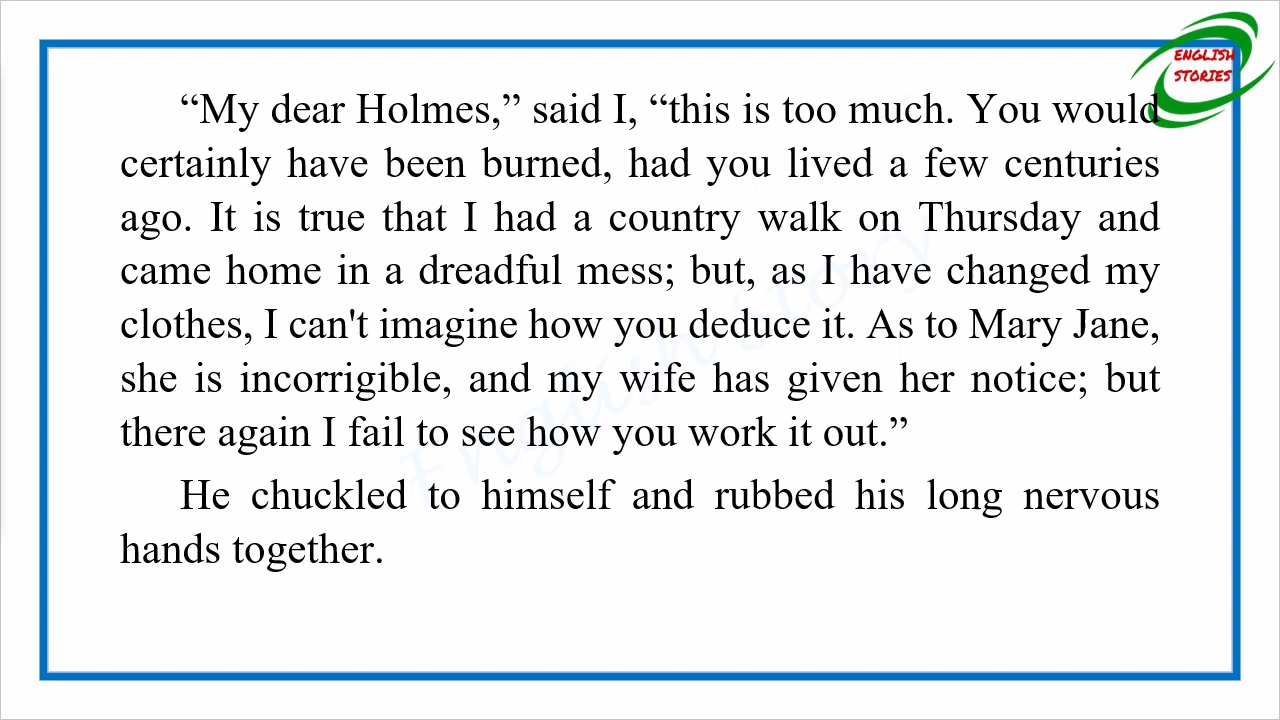 ENGLISH
STORIES
“My dear Holmes,” said I, “this is too much. You would
certainly have been burned, had you lived a few centuries
ago. It is true that I had a country walk on Thursday and
came home in a dreadful mess; but, as I have changed my
clothes, I can't imagine how you deduce it. As to Mary Jane,
she is incorrigible, and my wife has given her notice; but
there again I fail to see how you work it out.”
He chuckled to himself and rubbed his long nervous
hands together.
English Story